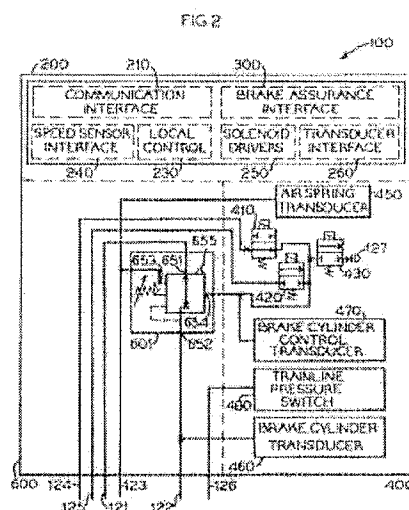 FIG. 2
100
200 210 300
COMMUNICATION INTERFACE
BRAKE ASSURANCE INTERFACE
SPEED SENSOR INTERFACE
LOCAL CONTROL
SOLENOID DRIVERS
TRANSDUCER INTERFACE
240 230 250 260 450
AIR SPRING TRANSDUCER
410
427
430
420
655
653 651
654
601 652
470
BRAKE CYLINDER CONTROL TRANSDUCER
TRAINLINE PRESSURE SWITCH
480
BRAKE CYLINDER TRANSDUCER
460
600 124 123 126 400
125 121 122